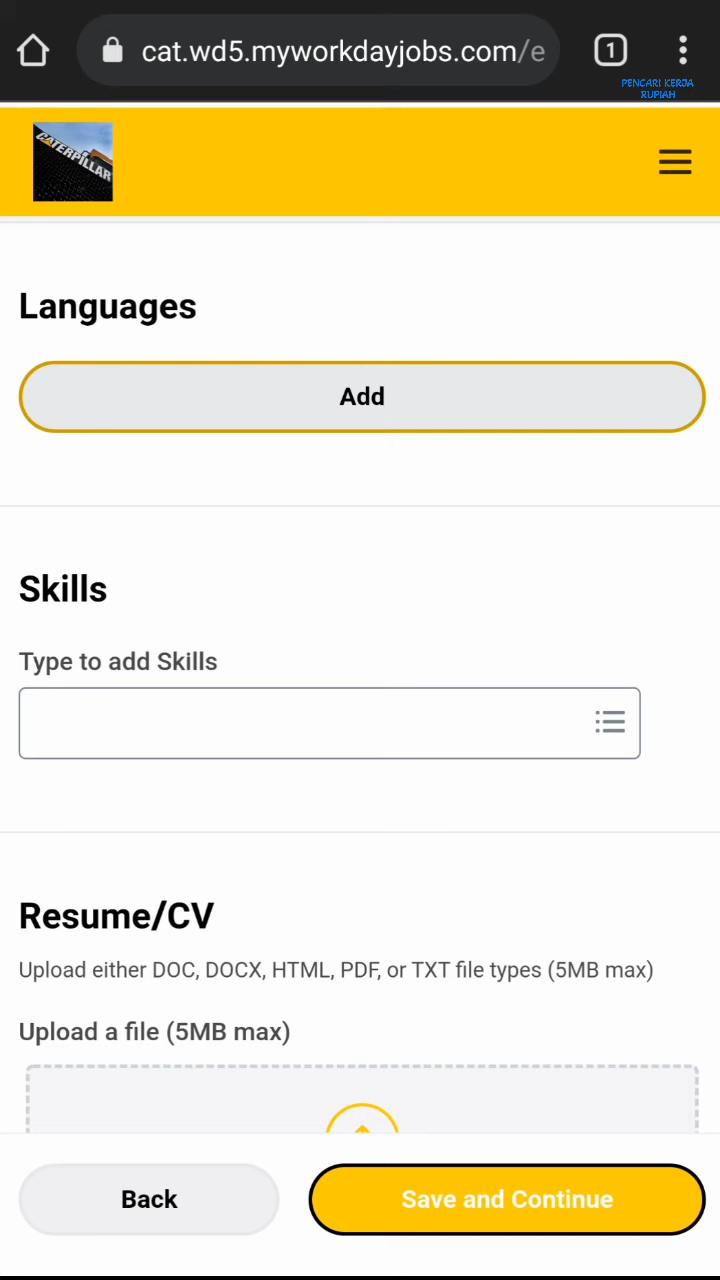 cat.wd5.myworkdayjobs.com/e
1
PENCARI KERJA
RUPIAH
CATERPILLAR
Languages
Add
Skills
Type to add Skills
Resume/CV
Upload either DOC, DOCX, HTML, PDF, or TXT file types (5MB max)
Upload a file (5MB max)
Back
Save and Continue